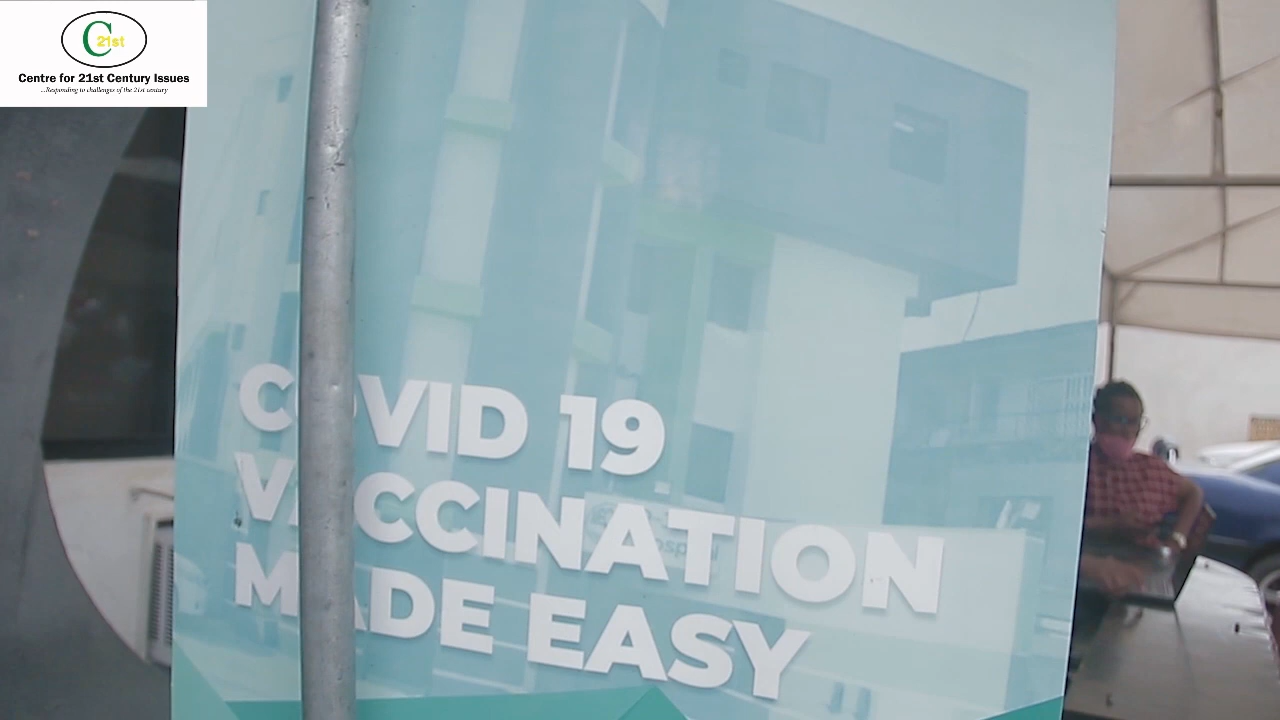 C 21st
Centre for 21st Century Issues
...Responding to challenges of the 21st century
COVID 19
VACCINATION
MADE EASY